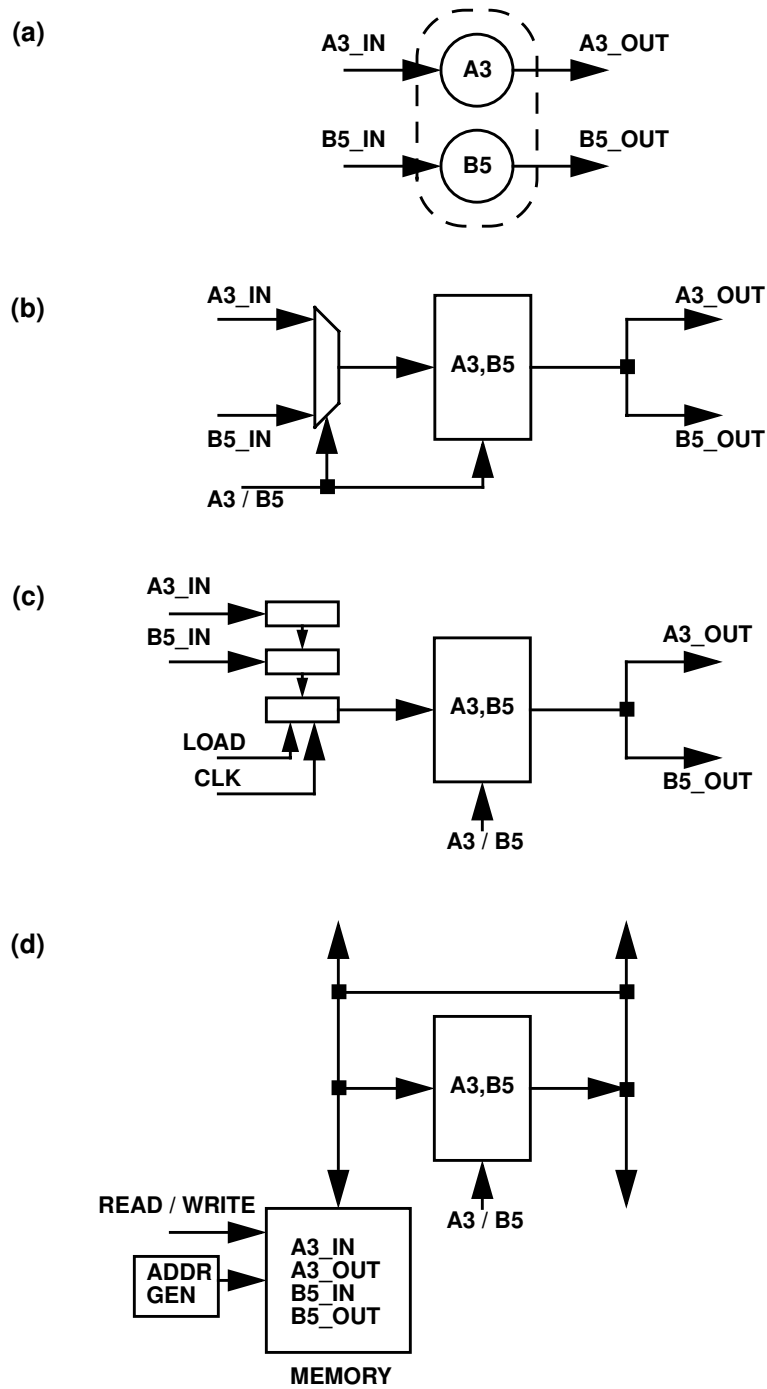 (a)
A3_IN
A3
A3_OUT
B5_IN
B5
B5_OUT
(b)
A3_IN
A3_OUT
A3,B5
B5_IN
B5_OUT
A3 / B5
(c)
A3_IN
B5_IN
A3_OUT
A3,B5
LOAD
CLK
B5_OUT
A3 / B5
(d)
A3,B5
READ / WRITE
A3 / B5
ADDR
GEN
A3_IN
A3_OUT
B5_IN
B5_OUT
MEMORY